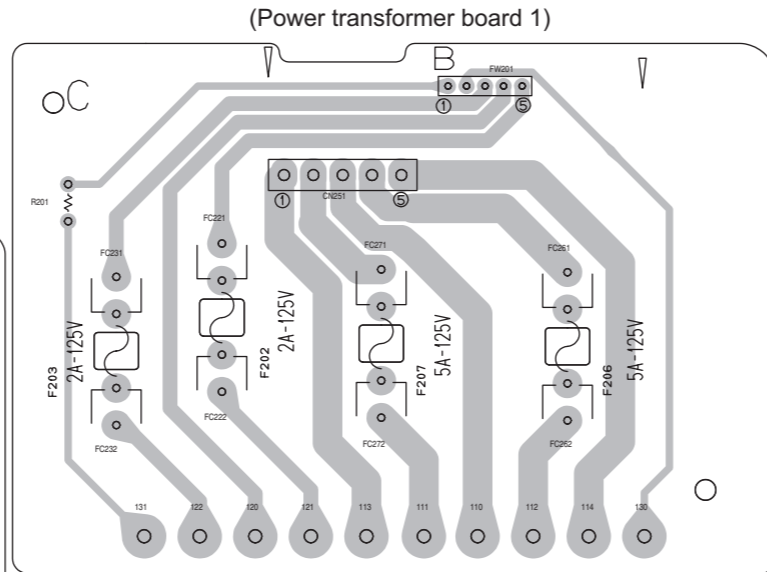 (Power transformer board 1)
B
FW201
C
① ⑤
R201
CN251
① ⑤
FC221
FC231
FC271
FC261
2A-125V
2A-125V
5A-125V
5A-125V
F203
F202
F207
F206
FC222
FC232
FC272
FC262
131 122 120 121 113 111 110 112 114 130